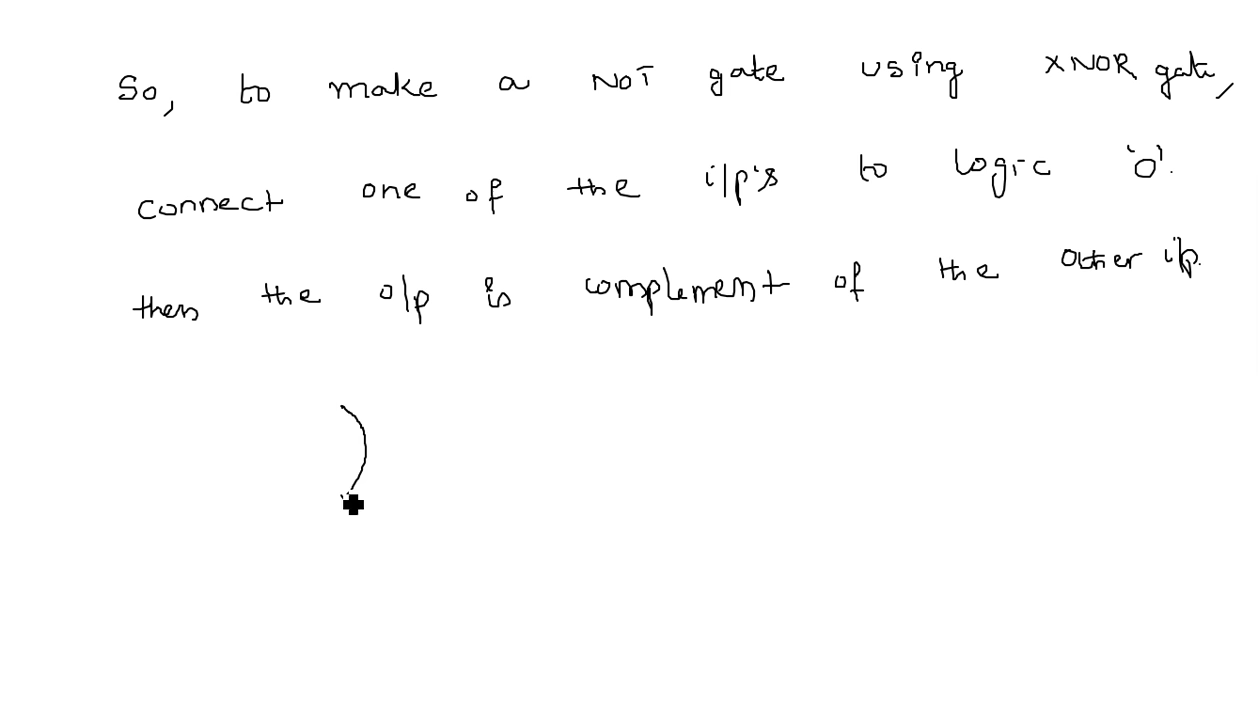 So, to make a NOT gate using XNOR gate,
connect one of the i/p's to logic '0'.
then the o/p is complement of the other i/p.